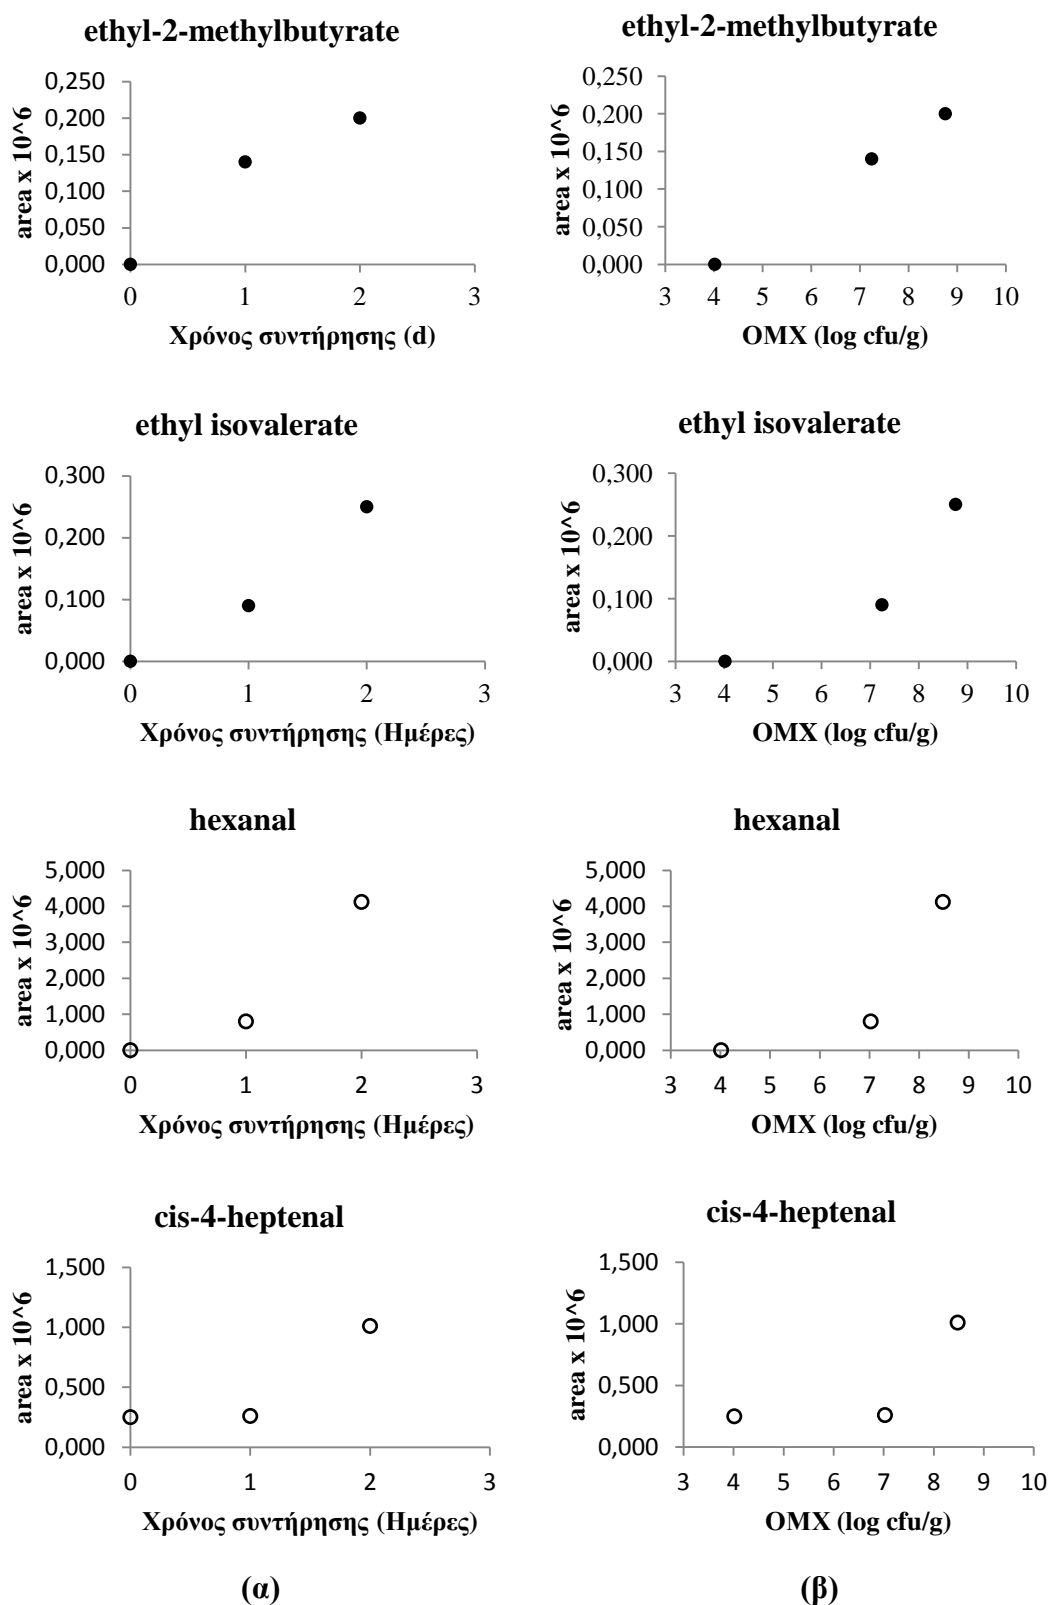 ethyl-2-methylbutyrate
area x 10^6
0,250
0,200
0,150
0,100
0,050
0,000
0 1 2 3
Χρόνος συντήρησης (d)
ethyl-2-methylbutyrate
area x 10^6
0,250
0,200
0,150
0,100
0,050
0,000
3 4 5 6 7 8 9 10
ΟΜΧ (log cfu/g)
ethyl isovalerate
area x 10^6
0,300
0,200
0,100
0,000
0 1 2 3
Χρόνος συντήρησης (Ημέρες)
ethyl isovalerate
area x 10^6
0,300
0,200
0,100
0,000
3 4 5 6 7 8 9 10
ΟΜΧ (log cfu/g)
hexanal
area x 10^6
5,000
4,000
3,000
2,000
1,000
0,000
0 1 2 3
Χρόνος συντήρησης (Ημέρες)
hexanal
area x 10^6
5,000
4,000
3,000
2,000
1,000
0,000
3 4 5 6 7 8 9 10
ΟΜΧ (log cfu/g)
cis-4-heptenal
area x 10^6
1,500
1,000
0,500
0,000
0 1 2 3
Χρόνος συντήρησης (Ημέρες)
cis-4-heptenal
area x 10^6
1,500
1,000
0,500
0,000
3 4 5 6 7 8 9 10
ΟΜΧ (log cfu/g)
(α) (β)